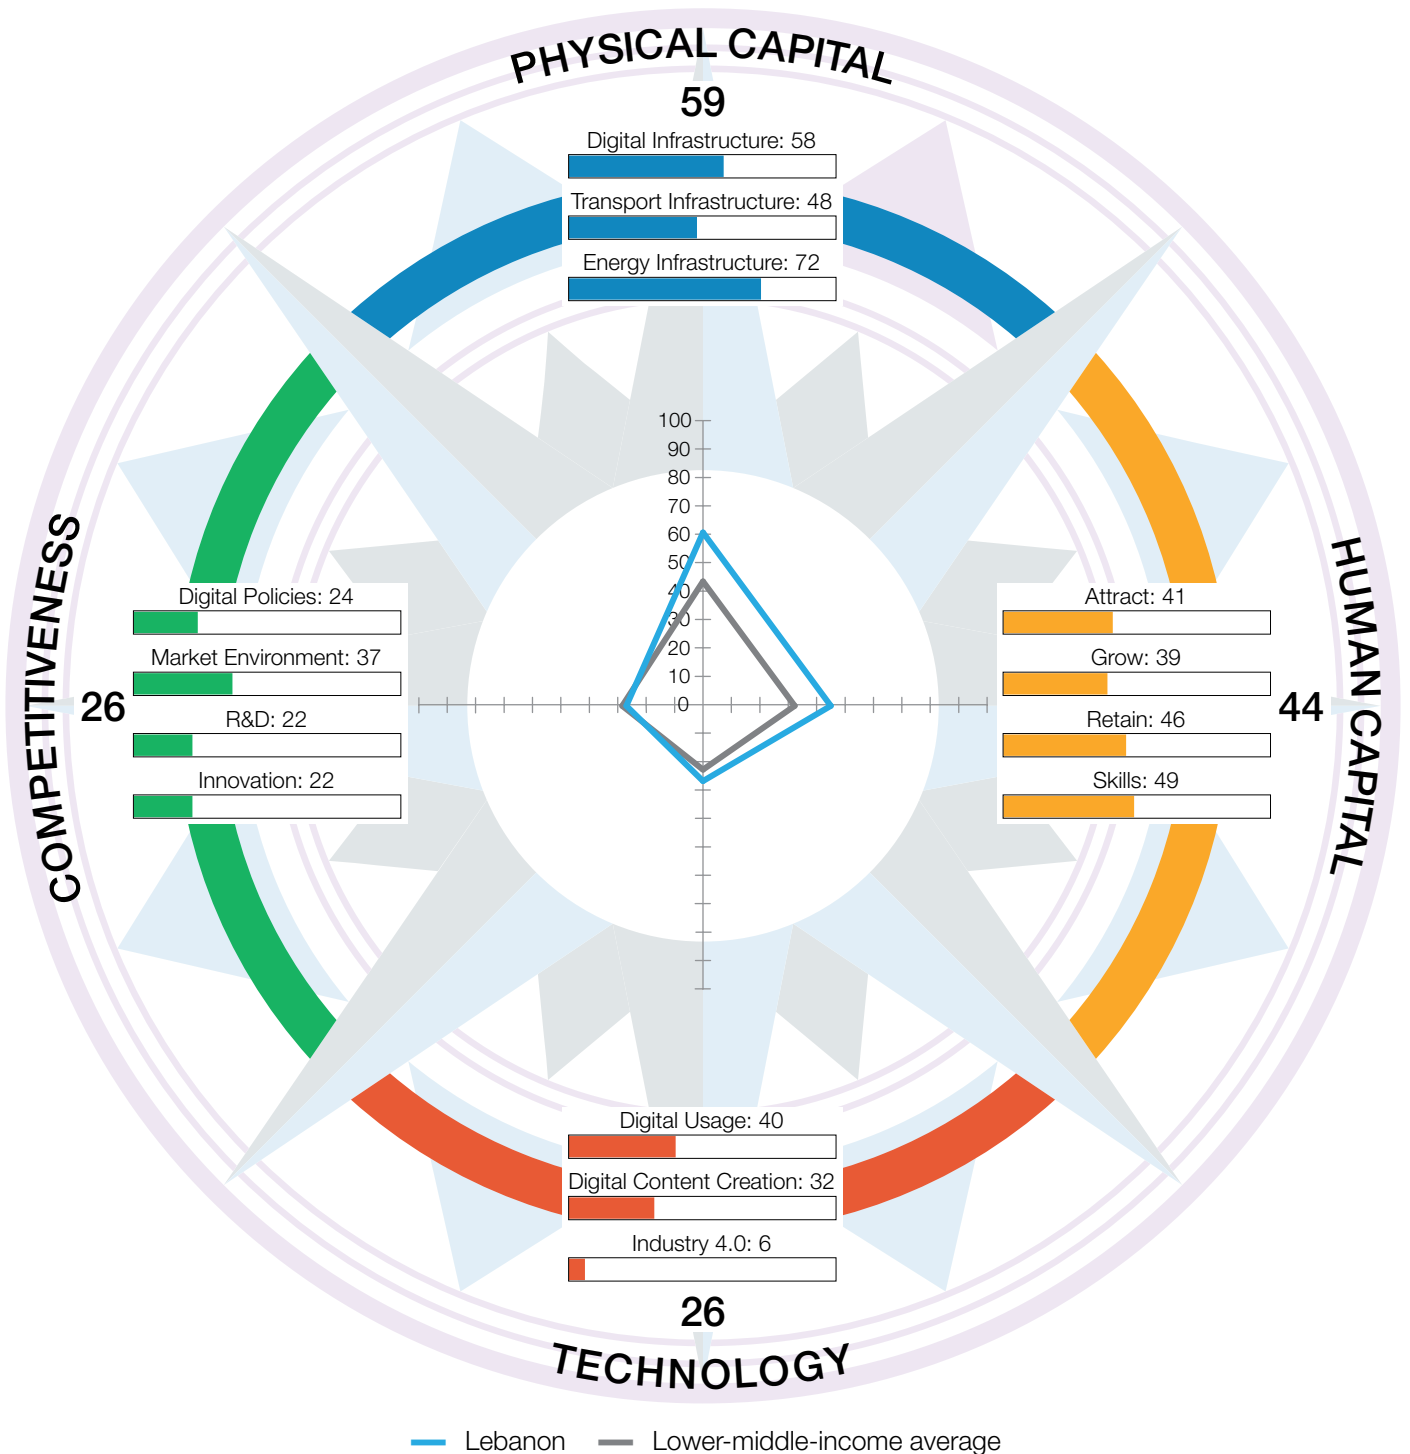 PHYSICAL CAPITAL
59
Digital Infrastructure: 58
Transport Infrastructure: 48
Energy Infrastructure: 72
100
90
80
70
60
50
40
30
20
10
0
COMPETITIVENESS
26
Digital Policies: 24
Market Environment: 37
R&D: 22
Innovation: 22
HUMAN CAPITAL
44
Attract: 41
Grow: 39
Retain: 46
Skills: 49
Digital Usage: 40
Digital Content Creation: 32
Industry 4.0: 6
26
TECHNOLOGY
Lebanon
Lower-middle-income average